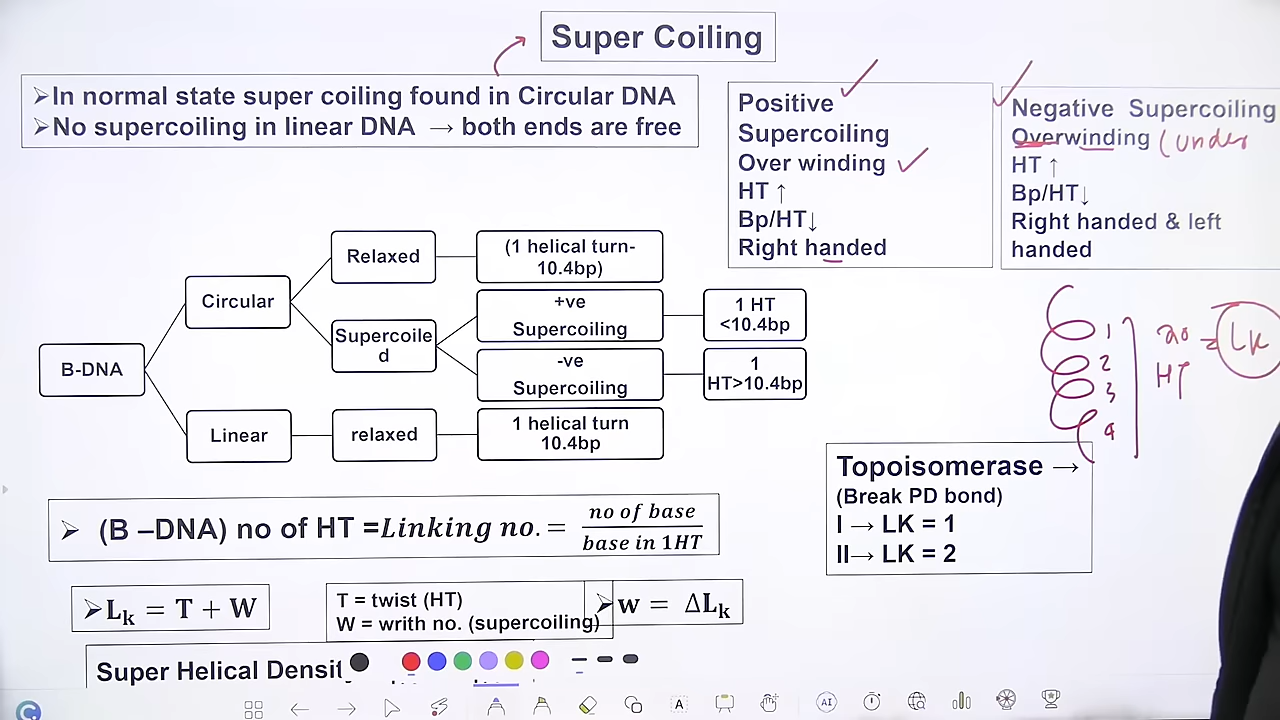 Super Coiling
➢In normal state super coiling found in Circular DNA
➢No supercoiling in linear DNA → both ends are free
Positive
Supercoiling
Over winding
HT ↑
Bp/HT↓
Right handed
Negative Supercoiling
Overwinding (under
HT ↑
Bp/HT↓
Right handed & left
handed
B-DNA
Circular
Relaxed
(1 helical turn-
10.4bp)
Supercoile
d
+ve
Supercoiling
1 HT
<10.4bp
-ve
Supercoiling
1
HT>10.4bp
Linear
relaxed
1 helical turn
10.4bp
1
2
3
4
no = Lk
HT
Topoisomerase →
(Break PD bond)
I → LK = 1
II→ LK = 2
➢ (B –DNA) no of HT =Linking no. = no of base
base in 1HT
➢Lk = T + W
T = twist (HT)
W = writh no. (supercoiling)
➢w = ΔLk
Super Helical Densit
A
AI